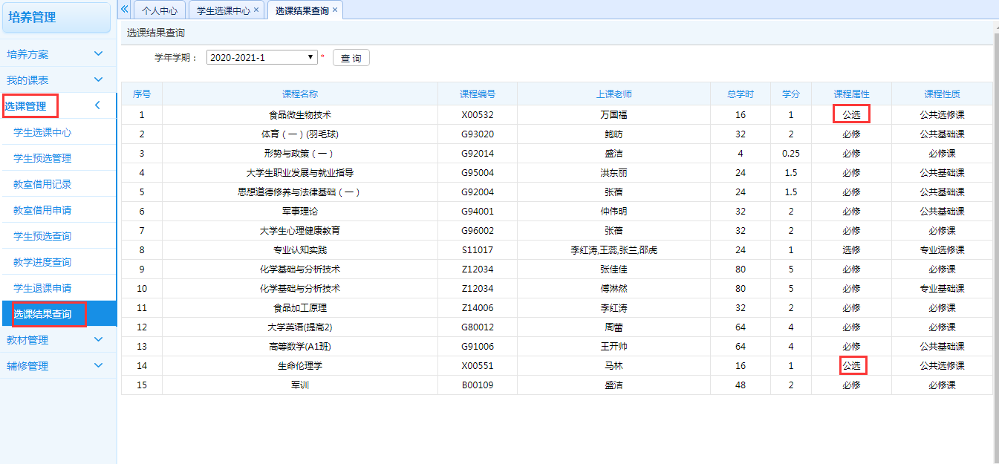 培养管理
培养方案
我的课表
选课管理
学生选课中心
学生预选管理
教室借用记录
教室借用申请
学生预选查询
教学进度查询
学生退课申请
选课结果查询
教材管理
辅修管理
个人中心 学生选课中心 × 选课结果查询 ×
选课结果查询
学年学期： 2020-2021-1 * 查 询
序号 课程名称 课程编号 上课老师 总学时 学分 课程属性 课程性质
1 食品微生物技术 X00532 万国福 16 1 公选 公共选修课
2 体育（一）(羽毛球) G93020 鲍昉 32 2 必修 公共基础课
3 形势与政策（一） G92014 盛洁 4 0.25 必修 必修课
4 大学生职业发展与就业指导 G95004 洪东丽 24 1.5 必修 公共基础课
5 思想道德修养与法律基础（一） G92004 张蓓 24 1.5 必修 公共基础课
6 军事理论 G94001 仲伟明 32 2 必修 公共基础课
7 大学生心理健康教育 G96002 张蓓 32 2 必修 必修课
8 专业认知实践 S11017 李红涛,王蕊,张兰,邵虎 24 1 选修 专业选修课
9 化学基础与分析技术 Z12034 张佳佳 80 5 必修 必修课
10 化学基础与分析技术 Z12034 傅淋然 80 5 必修 专业基础课
11 食品加工原理 Z14006 李红涛 32 2 必修 必修课
12 大学英语(提高2) G80012 周蕾 64 4 必修 必修课
13 高等数学(A1班) G91006 王开帅 64 4 必修 公共基础课
14 生命伦理学 X00551 马林 16 1 公选 公共选修课
15 军训 B00109 盛洁 48 2 必修 必修课